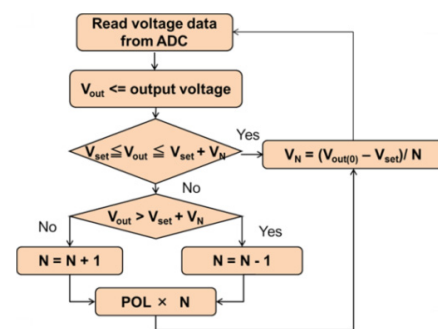 Read voltage data
from ADC
Vout <= output voltage
Vset ≦ Vout ≦ Vset + VN
Yes
VN = (Vout(0) – Vset)/ N
No
Vout > Vset + VN
No
Yes
N = N + 1
N = N - 1
POL × N